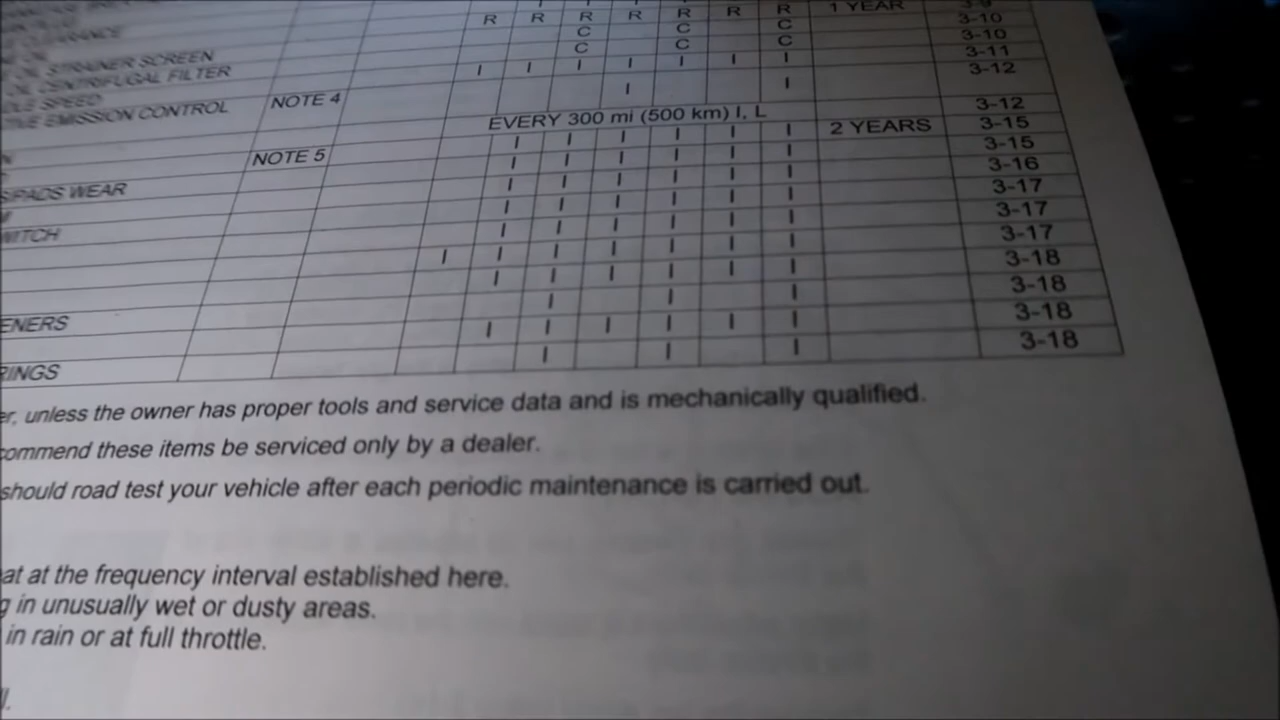 R R R R R R R 1 YEAR
C C C 3-10
OIL STRAINER SCREEN C C C 3-10
OIL CENTRIFUGAL FILTER I I I I I I I 3-11
SPEED I I 3-12
EMISSION CONTROL NOTE 4
EVERY 300 mi (500 km) I, L 3-12
I I I I I I 2 YEARS 3-15
NOTE 5 I I I I I I 3-15
PADS WEAR I I I I I I 3-16
I I I I I I 3-17
WITCH I I I I I I 3-17
I I I I I I I 3-17
I I I I I I 3-18
I I I 3-18
ENERS I I I I I I 3-18
RINGS I I I 3-18
er, unless the owner has proper tools and service data and is mechanically qualified.
commend these items be serviced only by a dealer.
should road test your vehicle after each periodic maintenance is carried out.
at at the frequency interval established here.
g in unusually wet or dusty areas.
in rain or at full throttle.